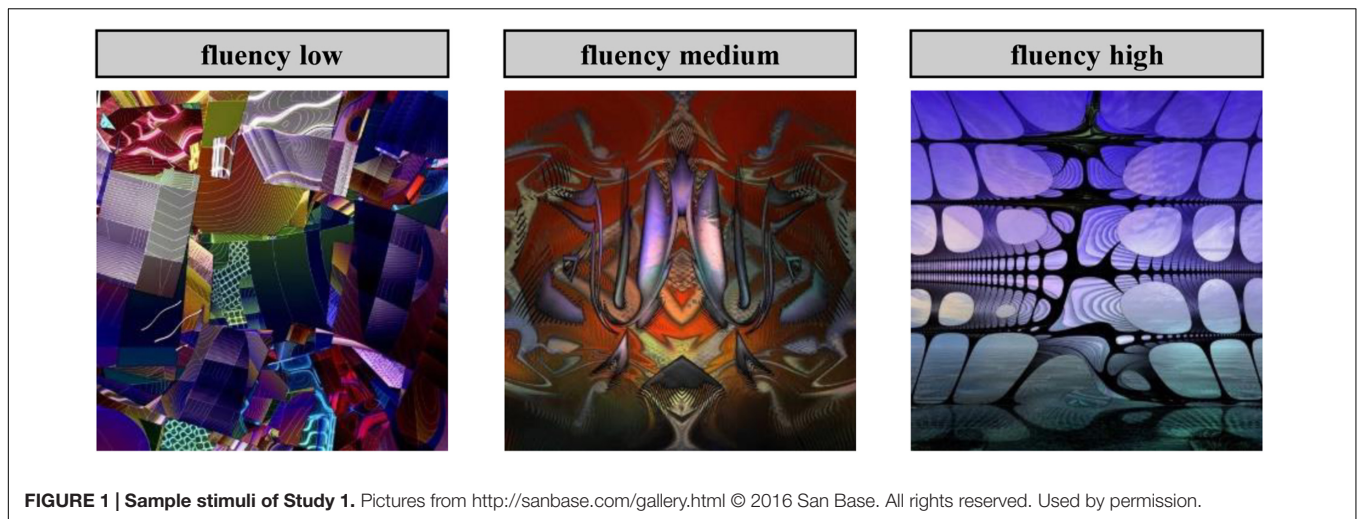 fluency low
fluency medium
fluency high
FIGURE 1 | Sample stimuli of Study 1. Pictures from http://sanbase.com/gallery.html © 2016 San Base. All rights reserved. Used by permission.